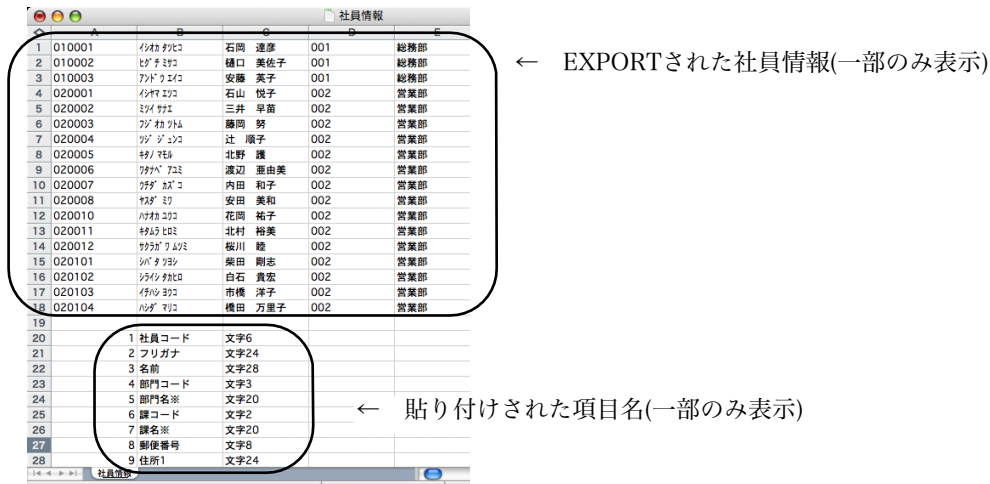 社員情報
A B C D E
1 010001 ｲｼｵｶ ﾀﾂﾋｺ 石岡　達彦 001 総務部
2 010002 ﾋｸﾞﾁ ﾐｻｺ 樋口　美佐子 001 総務部
3 010003 ｱﾝﾄﾞｳ ｴｲｺ 安藤　英子 001 総務部
4 020001 ｲｼﾔﾏ ｴﾂｺ 石山　悦子 002 営業部
5 020002 ﾐﾂｲ ｻﾅｴ 三井　早苗 002 営業部
6 020003 ﾌｼﾞｵｶ ﾂﾄﾑ 藤岡　努 002 営業部
7 020004 ﾂｼﾞ ｼﾞｭﾝｺ 辻　順子 002 営業部
8 020005 ｷﾀﾉ ﾏﾓﾙ 北野　護 002 営業部
9 020006 ﾜﾀﾅﾍﾞ ｱﾕﾐ 渡辺　亜由美 002 営業部
10 020007 ｳﾁﾀﾞ ｶｽﾞｺ 内田　和子 002 営業部
11 020008 ﾔｽﾀﾞ ﾐﾜ 安田　美和 002 営業部
12 020010 ﾊﾅｵｶ ﾕｳｺ 花岡　祐子 002 営業部
13 020011 ｷﾀﾑﾗ ﾋﾛﾐ 北村　裕美 002 営業部
14 020012 ｻｸﾗｶﾞﾜ ﾑﾂﾐ 桜川　睦 002 営業部
15 020101 ｼﾊﾞﾀ ﾂﾖｼ 柴田　剛志 002 営業部
16 020102 ｼﾗｲｼ ﾀｶﾋﾛ 白石　貴宏 002 営業部
17 020103 ｲﾁﾊｼ ﾖｳｺ 市橋　洋子 002 営業部
18 020104 ﾊｼﾀﾞ ﾏﾘｺ 橋田　万里子 002 営業部
← EXPORTされた社員情報(一部のみ表示)
19
20 1 社員コード 文字6
21 2 フリガナ 文字24
22 3 名前 文字28
23 4 部門コード 文字3
24 5 部門名※ 文字20
25 6 課コード 文字2
26 7 課名※ 文字20
27 8 郵便番号 文字8
28 9 住所1 文字24
← 貼り付けされた項目名(一部のみ表示)
社員情報